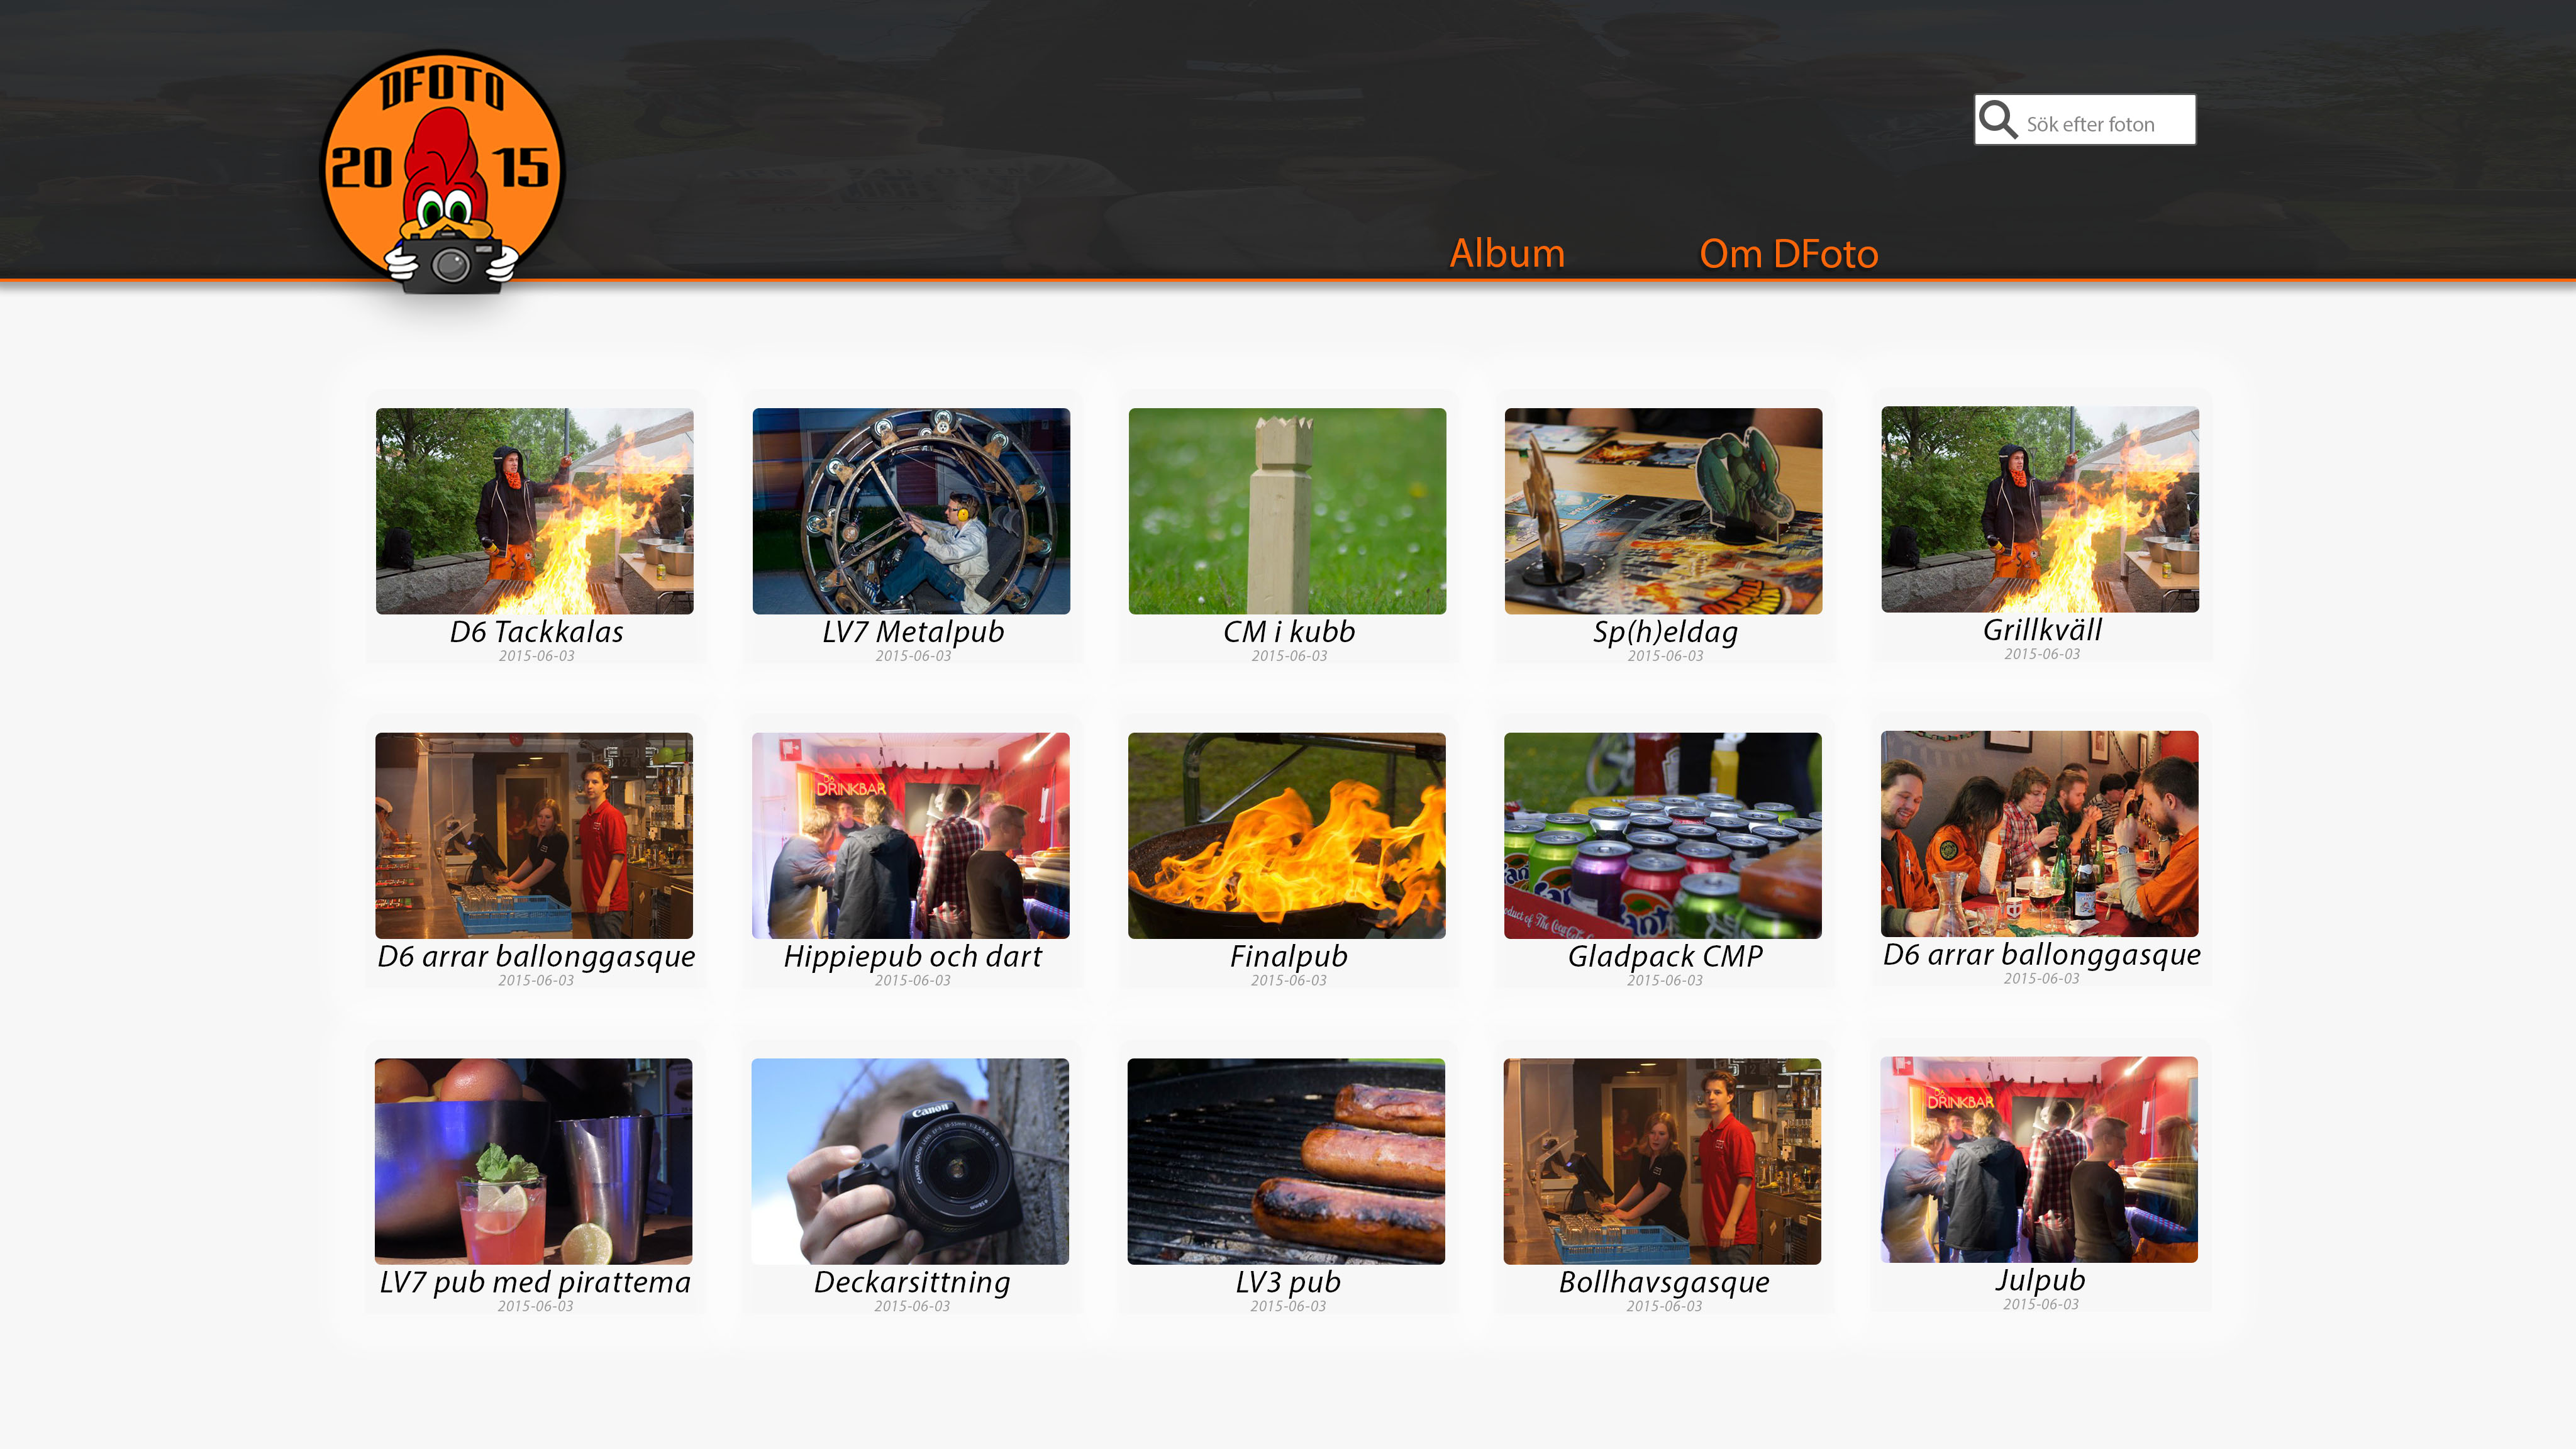 DFOTO
20 15
Sök efter foton
Album
Om DFoto
D6 Tackkalas
2015-06-03
LV7 Metalpub
2015-06-03
CM i kubb
2015-06-03
Sp(h)eldag
2015-06-03
Grillkväll
2015-06-03
DRINKBAR
D6 arrar ballonggasque
2015-06-03
Hippiepub och dart
2015-06-03
Finalpub
2015-06-03
Gladpack CMP
2015-06-03
D6 arrar ballonggasque
2015-06-03
Canon
DRINKBAR
LV7 pub med pirattema
2015-06-03
Deckarsittning
2015-06-03
LV3 pub
2015-06-03
Bollhavsgasque
2015-06-03
Julpub
2015-06-03